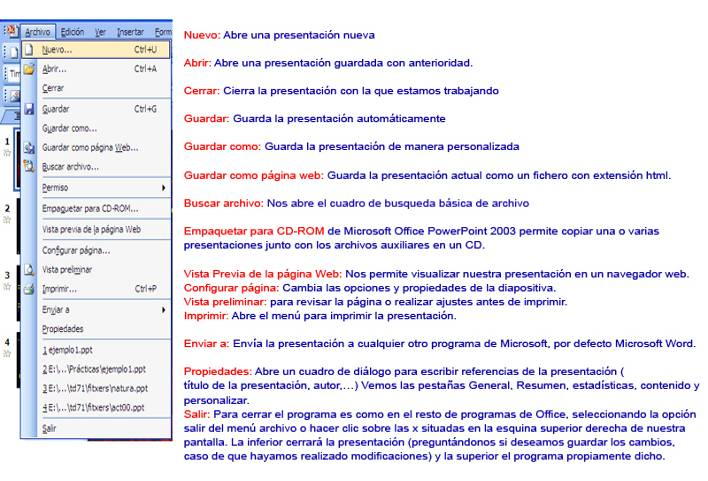 Archivo Edición Ver Insertar Form
Nuevo... Ctrl+U
Abrir... Ctrl+A
Cerrar
Guardar Ctrl+G
Guardar como...
Guardar como página Web...
Buscar archivo...
Permiso
Empaquetar para CD-ROM...
Vista previa de la página Web
Configurar página...
Vista preliminar
Imprimir... Ctrl+P
Enviar a
Propiedades
1 ejemplo1.ppt
2 E:\...\Prácticas\ejemplo1.ppt
3 E:\...\td71\fitxers\natura.ppt
4 E:\...\td71\fitxers\act00.ppt
Salir
1
2
3
4
Nuevo: Abre una presentación nueva
Abrir: Abre una presentación guardada con anterioridad.
Cerrar: Cierra la presentación con la que estamos trabajando
Guardar: Guarda la presentación automáticamente
Guardar como: Guarda la presentación de manera personalizada
Guardar como página web: Guarda la presentación actual como un fichero con extensión html.
Buscar archivo: Nos abre el cuadro de busqueda básica de archivo
Empaquetar para CD-ROM de Microsoft Office PowerPoint 2003 permite copiar una o varias
presentaciones junto con los archivos auxiliares en un CD.
Vista Previa de la página Web: Nos permite visualizar nuestra presentación en un navegador web.
Configurar página: Cambia las opciones y propiedades de la diapositiva.
Vista preliminar: para revisar la página o realizar ajustes antes de imprimir.
Imprimir: Abre el menú para imprimir la presentación.
Enviar a: Envía la presentación a cualquier otro programa de Microsoft, por defecto Microsoft Word.
Propiedades: Abre un cuadro de diálogo para escribir referencias de la presentación (
título de la presentación, autor,...) Vemos las pestañas General, Resumen, estadísticas, contenido y
personalizar.
Salir: Para cerrar el programa es como en el resto de programas de Office, seleccionando la opción
salir del menú archivo o hacer clic sobre las x situadas en la esquina superior derecha de nuestra
pantalla. La inferior cerrará la presentación (preguntándonos si deseamos guardar los cambios,
caso de que hayamos realizado modificaciones) y la superior el programa propiamente dicho.